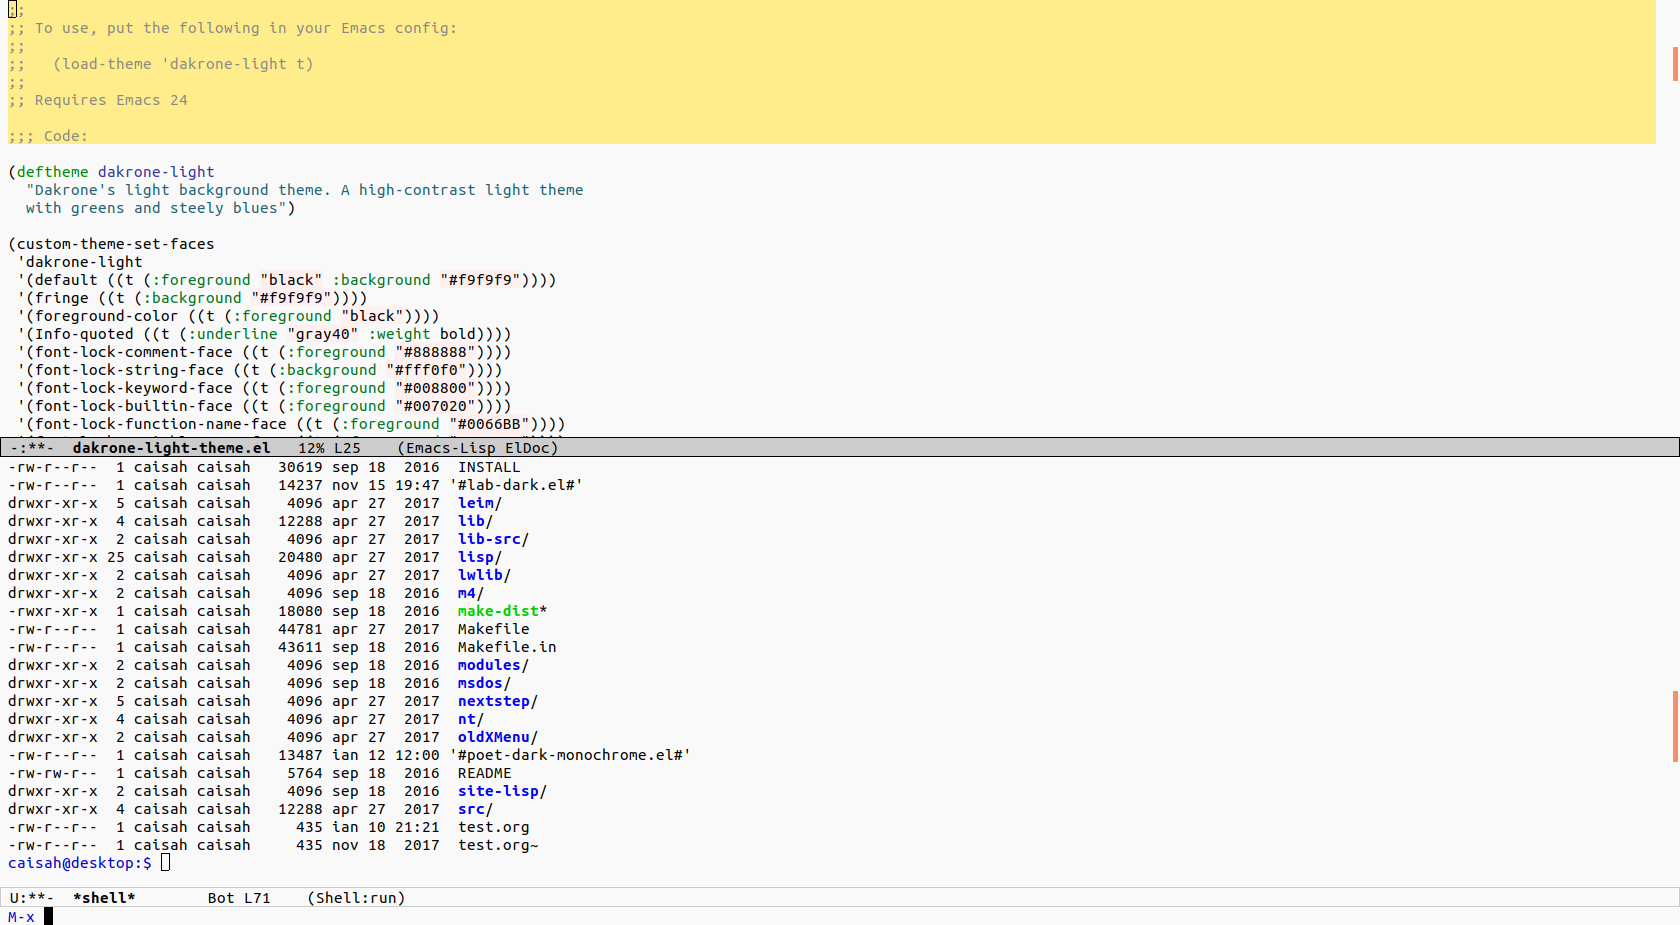 ;;
;; To use, put the following in your Emacs config:
;;
;;   (load-theme 'dakrone-light t)
;;
;; Requires Emacs 24

;;; Code:

(deftheme dakrone-light
  "Dakrone's light background theme. A high-contrast light theme
  with greens and steely blues")

(custom-theme-set-faces
 'dakrone-light
 '(default ((t (:foreground "black" :background "#f9f9f9"))))
 '(fringe ((t (:background "#f9f9f9"))))
 '(foreground-color ((t (:foreground "black"))))
 '(Info-quoted ((t (:underline "gray40" :weight bold))))
 '(font-lock-comment-face ((t (:foreground "#888888"))))
 '(font-lock-string-face ((t (:background "#fff0f0"))))
 '(font-lock-keyword-face ((t (:foreground "#008800"))))
 '(font-lock-builtin-face ((t (:foreground "#007020"))))
 '(font-lock-function-name-face ((t (:foreground "#0066BB"))))
-:**-  dakrone-light-theme.el   12% L25    (Emacs-Lisp ElDoc)
-rw-r--r--  1 caisah caisah   30619 sep 18  2016  INSTALL
-rw-r--r--  1 caisah caisah   14237 nov 15 19:47 '#lab-dark.el#'
drwxr-xr-x  5 caisah caisah    4096 apr 27  2017  leim/
drwxr-xr-x  4 caisah caisah   12288 apr 27  2017  lib/
drwxr-xr-x  2 caisah caisah    4096 apr 27  2017  lib-src/
drwxr-xr-x 25 caisah caisah   20480 apr 27  2017  lisp/
drwxr-xr-x  2 caisah caisah    4096 apr 27  2017  lwlib/
drwxr-xr-x  2 caisah caisah    4096 sep 18  2016  m4/
-rwxr-xr-x  1 caisah caisah   18080 sep 18  2016  make-dist*
-rw-r--r--  1 caisah caisah   44781 apr 27  2017  Makefile
-rw-r--r--  1 caisah caisah   43611 sep 18  2016  Makefile.in
drwxr-xr-x  2 caisah caisah    4096 sep 18  2016  modules/
drwxr-xr-x  2 caisah caisah    4096 sep 18  2016  msdos/
drwxr-xr-x  5 caisah caisah    4096 apr 27  2017  nextstep/
drwxr-xr-x  4 caisah caisah    4096 apr 27  2017  nt/
drwxr-xr-x  2 caisah caisah    4096 apr 27  2017  oldXMenu/
-rw-r--r--  1 caisah caisah   13487 ian 12 12:00 '#poet-dark-monochrome.el#'
-rw-rw-r--  1 caisah caisah    5764 sep 18  2016  README
drwxr-xr-x  2 caisah caisah    4096 sep 18  2016  site-lisp/
drwxr-xr-x  4 caisah caisah   12288 apr 27  2017  src/
-rw-r--r--  1 caisah caisah     435 ian 10 21:21  test.org
-rw-r--r--  1 caisah caisah     435 nov 18  2017  test.org~
caisah@desktop:$
U:**-  *shell*        Bot L71    (Shell:run)
M-x